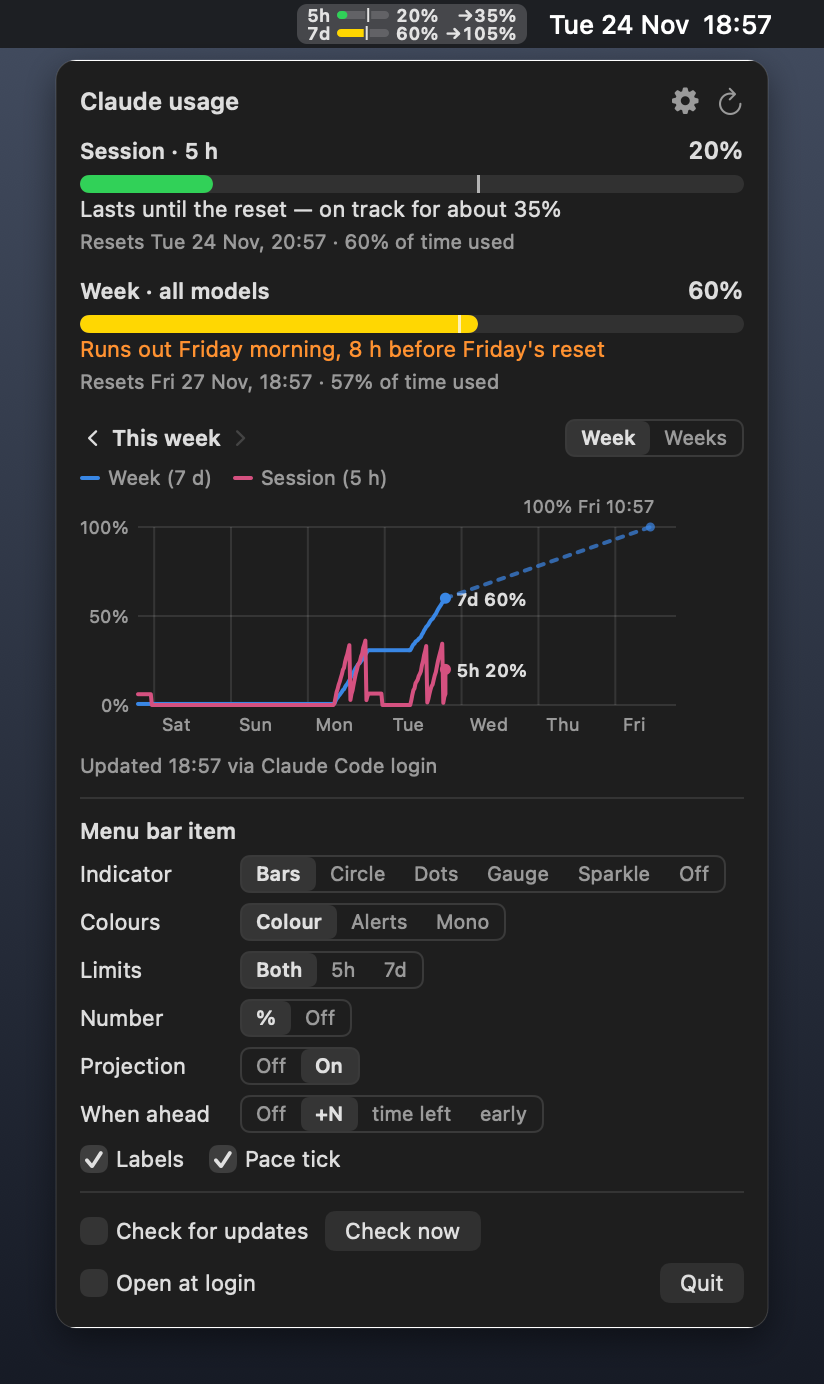 5h 20% →35% Tue 24 Nov 18:57
7d 60% →105%
Claude usage
Session · 5 h 20%
Lasts until the reset — on track for about 35%
Resets Tue 24 Nov, 20:57 · 60% of time used
Week · all models 60%
Runs out Friday morning, 8 h before Friday's reset
Resets Fri 27 Nov, 18:57 · 57% of time used
This week Week Weeks
Week (7 d) Session (5 h)
100% Fri 10:57
100%
7d 60%
50%
5h 20%
0%
Sat Sun Mon Tue Wed Thu Fri
Updated 18:57 via Claude Code login
Menu bar item
Indicator Bars Circle Dots Gauge Sparkle Off
Colours Colour Alerts Mono
Limits Both 5h 7d
Number % Off
Projection Off On
When ahead Off +N time left early
Labels Pace tick
Check for updates Check now
Open at login Quit